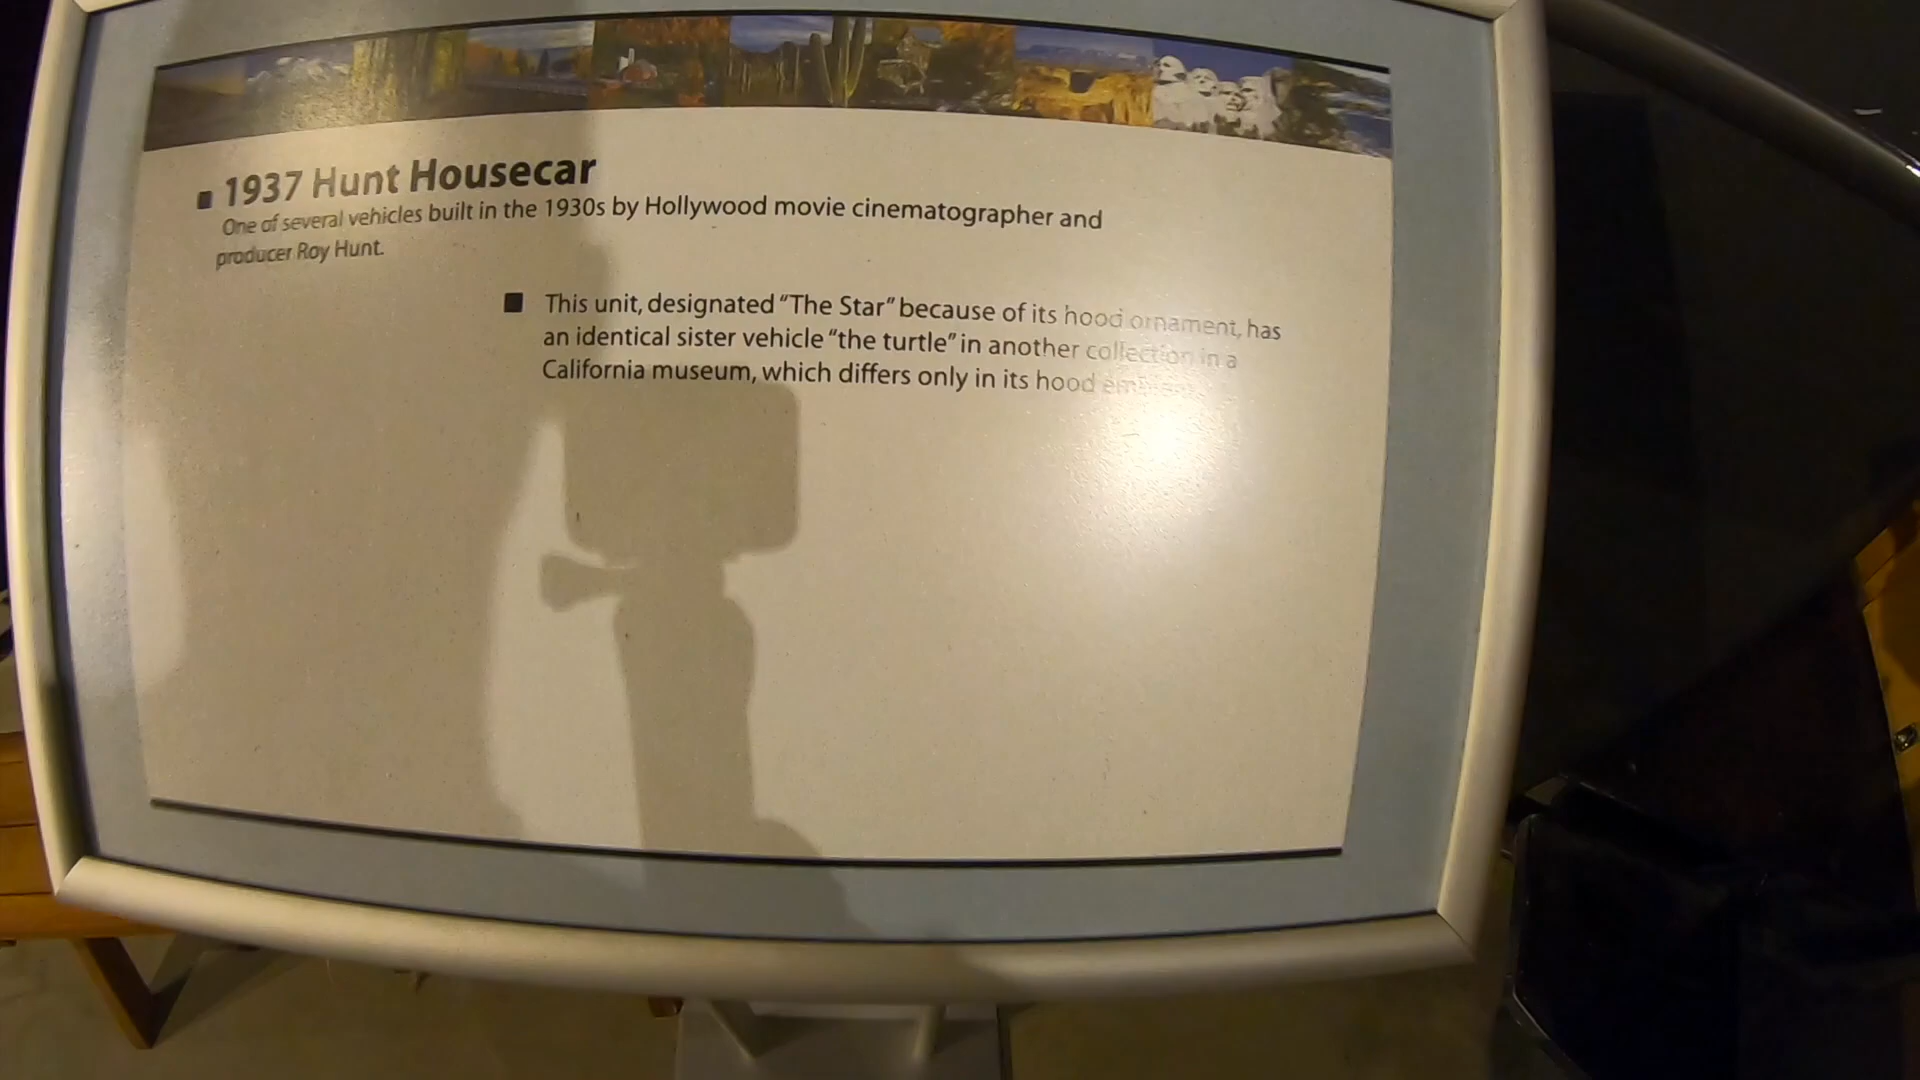 1937 Hunt Housecar
One of several vehicles built in the 1930s by Hollywood movie cinematographer and
producer Roy Hunt.
This unit, designated "The Star" because of its hood ornament, has
an identical sister vehicle "the turtle" in another collection in a
California museum, which differs only in its hood